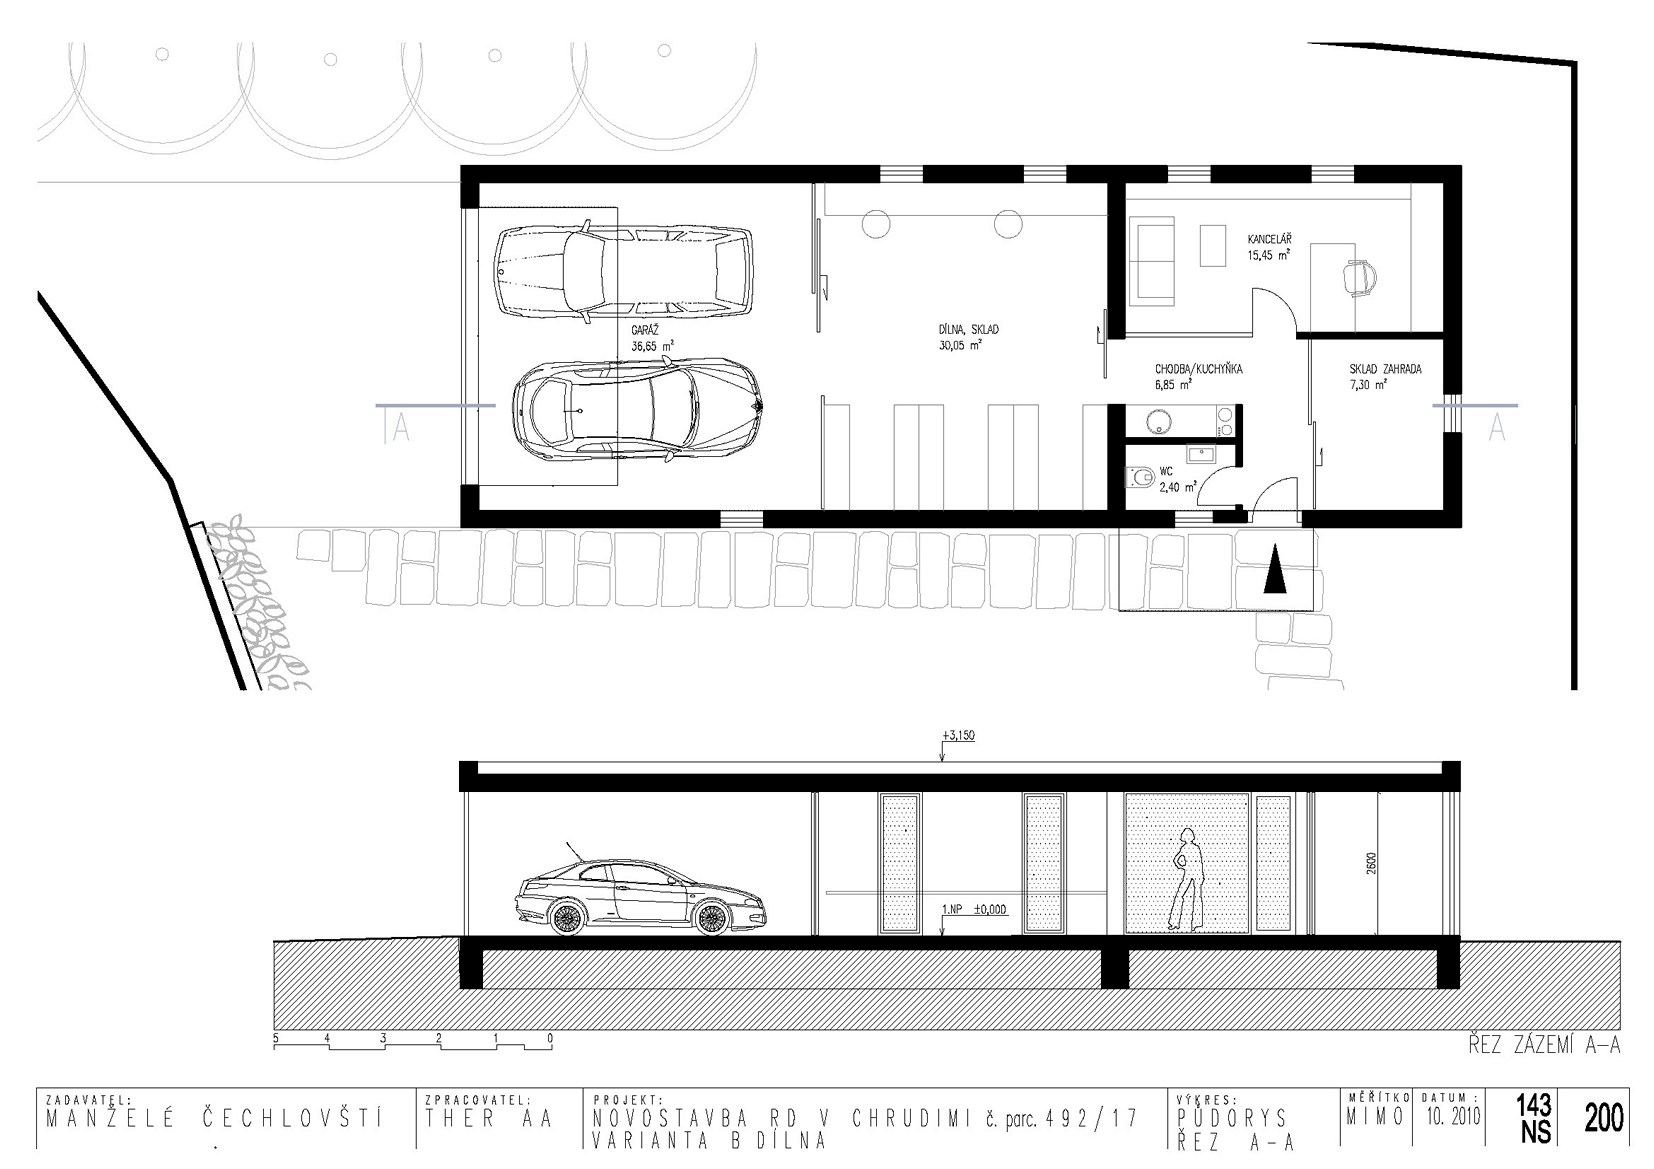 KANCELÁŘ
15,45 m²
GARÁŽ
36,65 m²
DÍLNA, SKLAD
30,05 m²
CHODBA/KUCHYŇKA
6,85 m²
SKLAD ZAHRADA
7,30 m²
A
A
WC
2,40 m²
+3,150
2600
1.NP ±0,000
5 4 3 2 1 0
ŘEZ ZÁZEMÍ A-A
ZADAVATEL:
MANŽELÉ ČECHLOVŠTÍ
ZPRACOVATEL:
THER AA
PROJEKT:
NOVOSTAVBA RD V CHRUDIMI č. parc. 492/17
VARIANTA B DÍLNA
VÝKRES:
PŮDORYS
ŘEZ A-A
MĚŘÍTKO
MIMO
DATUM :
10. 2010
143
NS
200